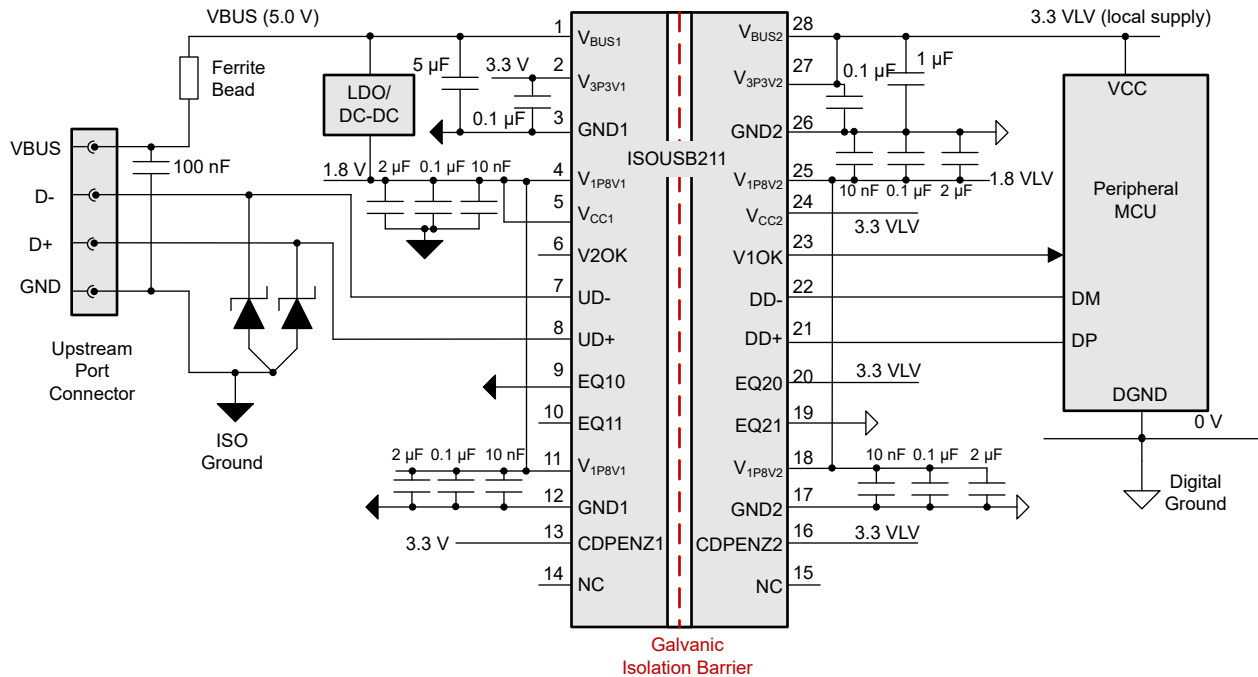 VBUS (5.0 V)
Ferrite
Bead
LDO/
DC-DC
5 µF
3.3 V
0.1 µF
1.8 V
2 µF
0.1 µF
10 nF
VBUS
D-
D+
GND
100 nF
Upstream
Port
Connector
ISO
Ground
2 µF
0.1 µF
10 nF
3.3 V
1
2
3
4
5
6
7
8
9
10
11
12
13
14
VBUS1
V3P3V1
GND1
V1P8V1
VCC1
V2OK
UD-
UD+
EQ10
EQ11
V1P8V1
GND1
CDPENZ1
NC
ISOUSB211
Galvanic
Isolation Barrier
VBUS2
V3P3V2
GND2
V1P8V2
VCC2
V1OK
DD-
DD+
EQ20
EQ21
V1P8V2
GND2
CDPENZ2
NC
28
27
26
25
24
23
22
21
20
19
18
17
16
15
3.3 VLV (local supply)
0.1 µF
1 µF
10 nF
0.1 µF
2 µF
1.8 VLV
3.3 VLV
3.3 VLV
10 nF
0.1 µF
2 µF
3.3 VLV
VCC
Peripheral
MCU
DM
DP
DGND
0 V
Digital
Ground